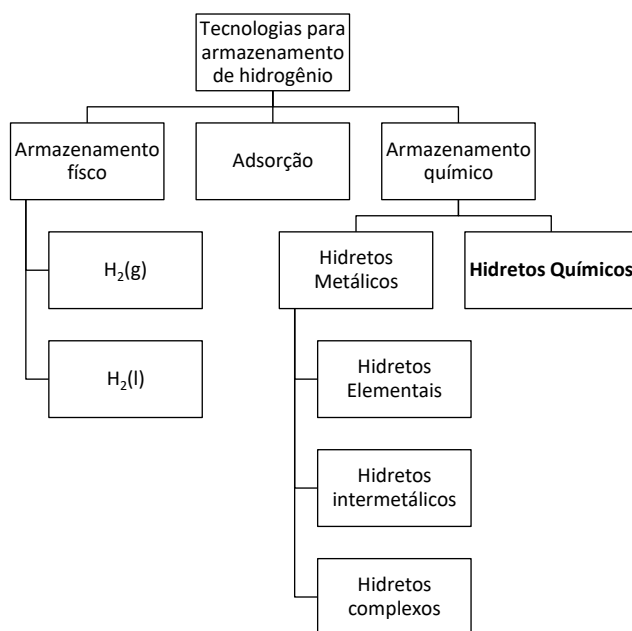 Tecnologias para
armazenamento
de hidrogênio
Armazenamento
físco
Adsorção
Armazenamento
químico
H₂(g)
H₂(l)
Hidretos
Metálicos
Hidretos Químicos
Hidretos
Elementais
Hidretos
intermetálicos
Hidretos
complexos